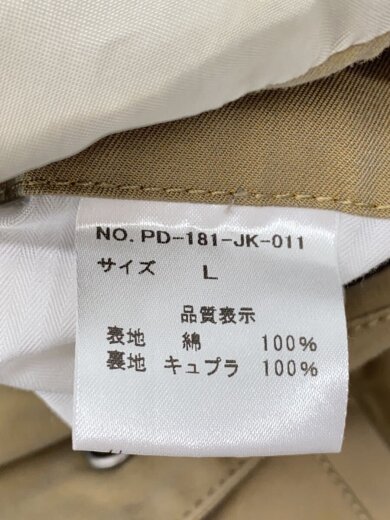 NO. PD-181-JK-011
サイズ L
品質表示
表地 綿 100%
裏地 キュプラ 100%